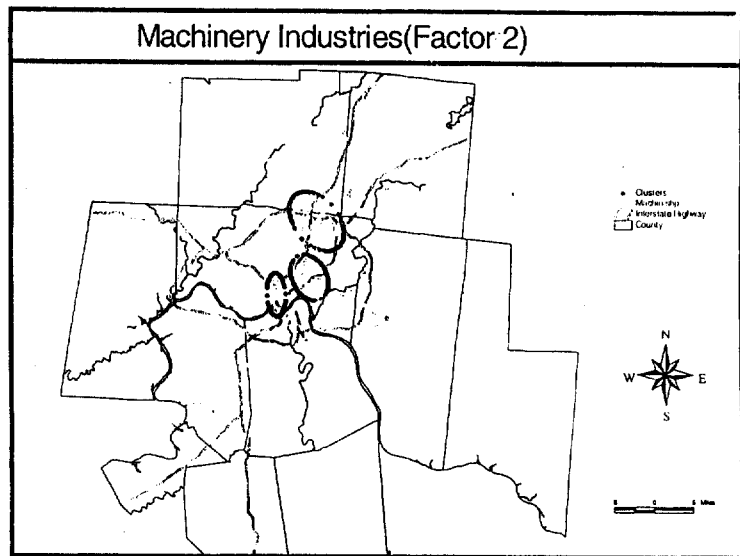 Machinery Industries(Factor 2)
Clusters
Interstate Highway
County
N
W E
S
Miles